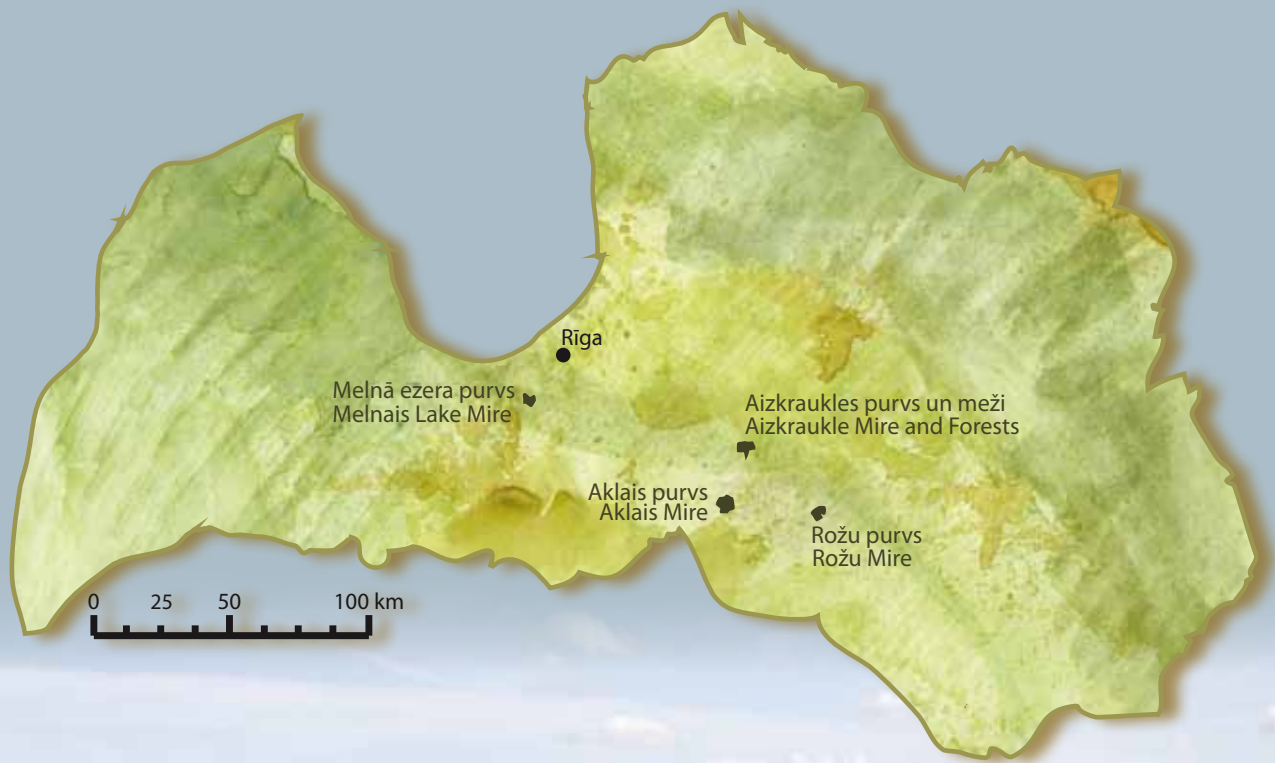 Rīga
Melnā ezera purvs
Melnais Lake Mire
Aizkraukles purvs un meži
Aizkraukle Mire and Forests
Aklais purvs
Aklais Mire
Rožu purvs
Rožu Mire
0 25 50 100 km